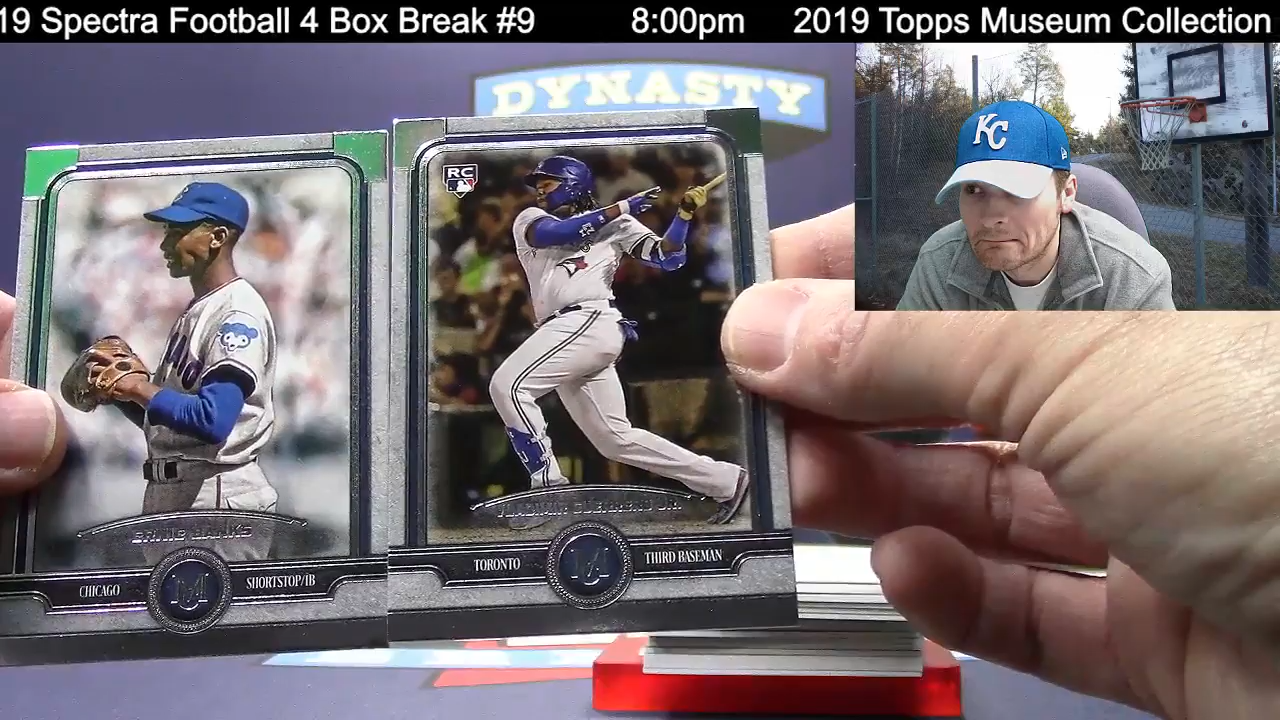 19 Spectra Football 4 Box Break #9 8:00pm 2019 Topps Museum Collection
DYNASTY
KC
RC
ERNIE BANKS
CHICAGO
SHORTSTOP/1B
VLADIMIR GUERRERO JR.
TORONTO
THIRD BASEMAN